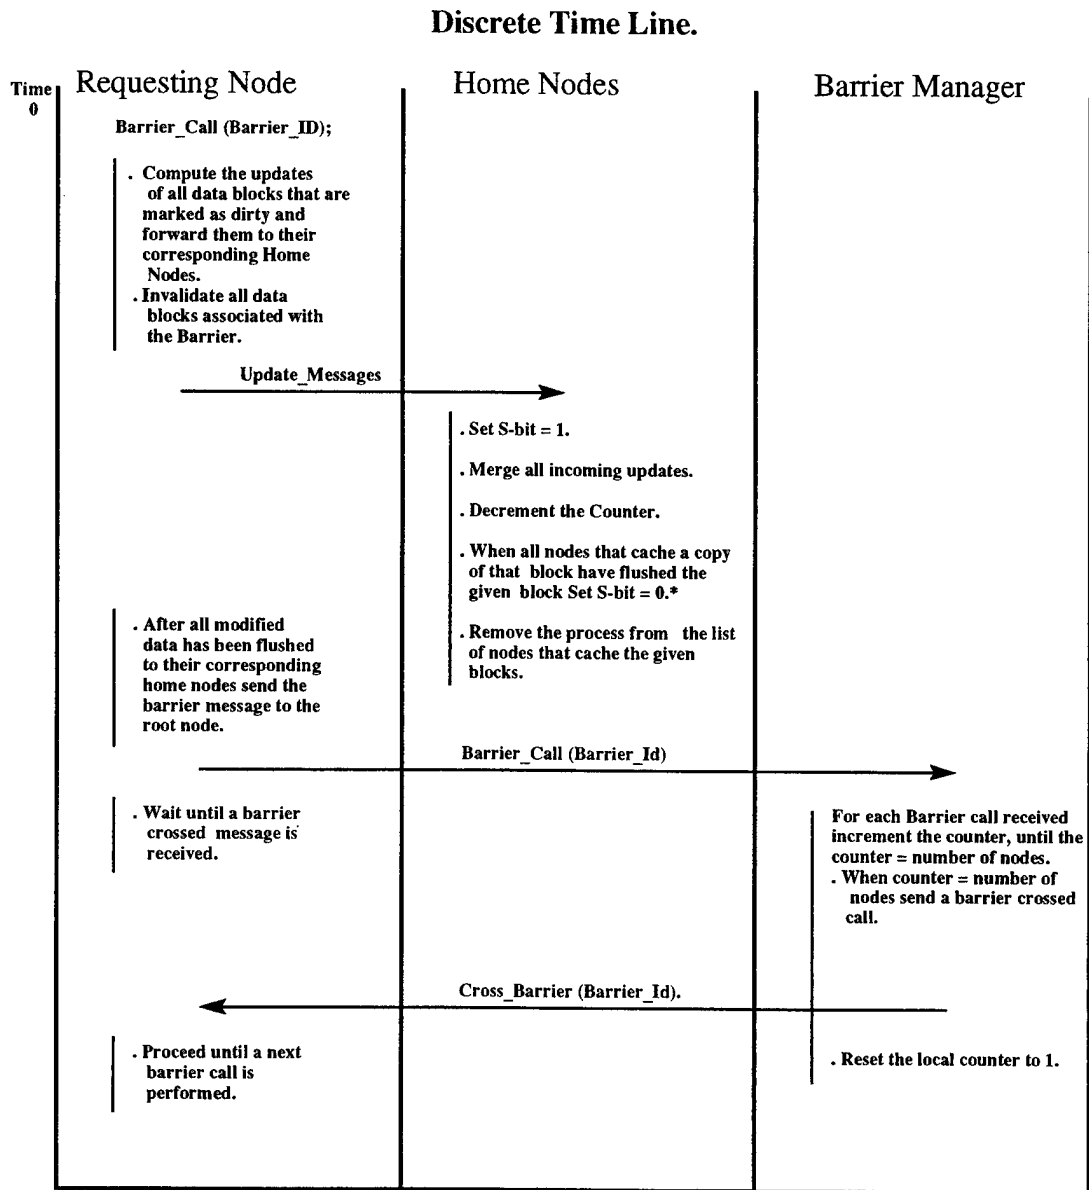 Discrete Time Line.
Time
0
Requesting Node
Home Nodes
Barrier Manager
Barrier_Call (Barrier_ID);
. Compute the updates
of all data blocks that are
marked as dirty and
forward them to their
corresponding Home
Nodes.
. Invalidate all data
blocks associated with
the Barrier.
Update_Messages
. Set S-bit = 1.
. Merge all incoming updates.
. Decrement the Counter.
. When all nodes that cache a copy
of that block have flushed the
given block Set S-bit = 0.*
. Remove the process from the list
of nodes that cache the given
blocks.
. After all modified
data has been flushed
to their corresponding
home nodes send the
barrier message to the
root node.
Barrier_Call (Barrier_Id)
. Wait until a barrier
crossed message is
received.
For each Barrier call received
increment the counter, until the
counter = number of nodes.
. When counter = number of
nodes send a barrier crossed
call.
Cross_Barrier (Barrier_Id).
. Proceed until a next
barrier call is
performed.
. Reset the local counter to 1.